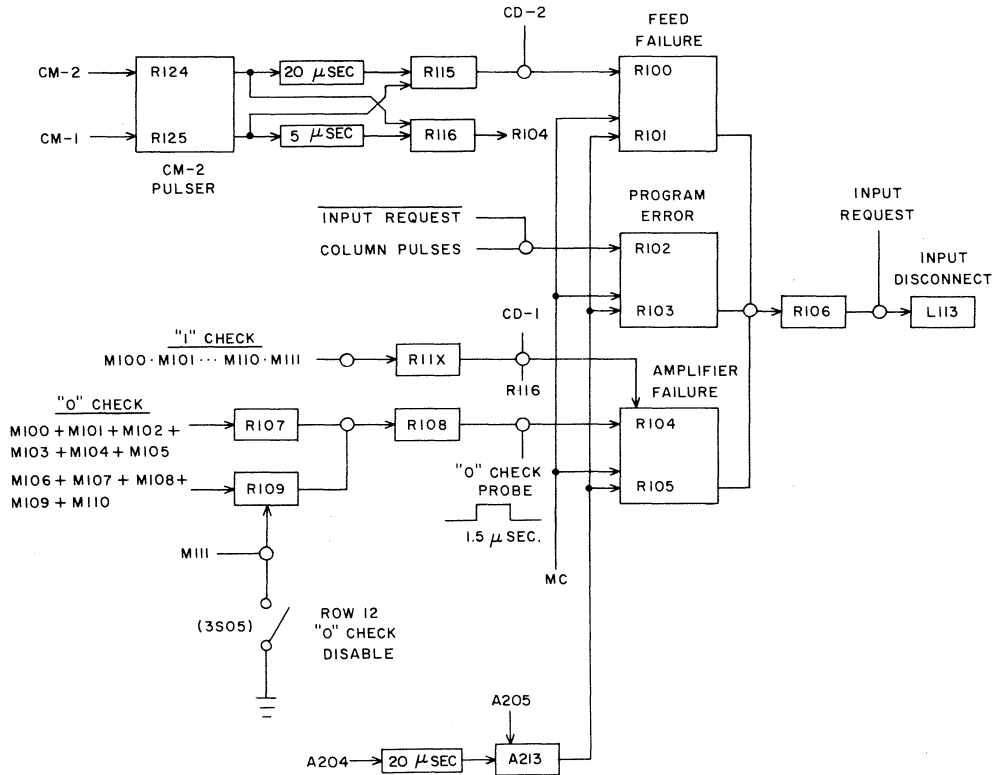 CD-2
FEED
FAILURE
CM-2
R124
20 μSEC
R115
R100
CM-1
R125
5 μSEC
R116
R104
R101
CM-2
PULSER
PROGRAM
ERROR
INPUT REQUEST
COLUMN PULSES
R102
R103
INPUT
REQUEST
INPUT
DISCONNECT
R106
L113
"1" CHECK
M100·M101···M110·M111
R11X
CD-1
R116
AMPLIFIER
FAILURE
"0" CHECK
M100+M101+M102+
M103+M104+M105
R107
R108
R104
M106+M107+M108+
M109+M110
R109
"0" CHECK
PROBE
R105
1.5 μSEC.
M111
MC
(3S05)
ROW 12
"0" CHECK
DISABLE
A205
A204
20 μSEC
A213